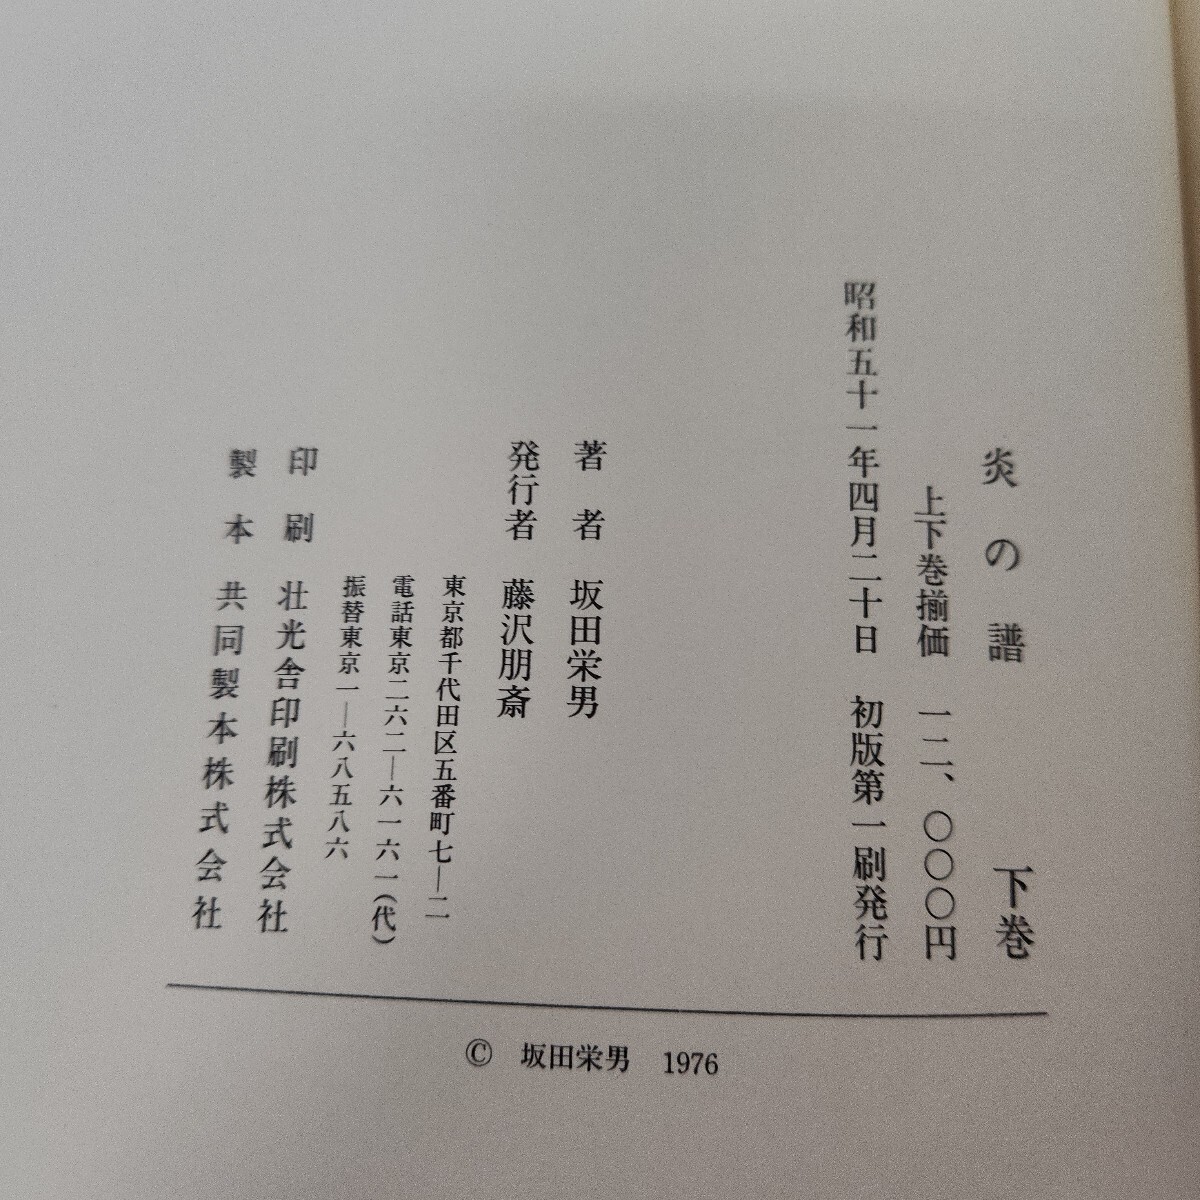 炎の譜 下巻
上下巻揃価 一二、〇〇〇円
昭和五十一年四月二十日 初版第一刷発行
著者 坂田栄男
発行者 藤沢朋斎
東京都千代田区五番町七―二
電話東京二六二―六一六一(代)
振替東京一―六八五八六
印刷 壮光舎印刷株式会社
製本 共同製本株式会社
© 坂田栄男 1976